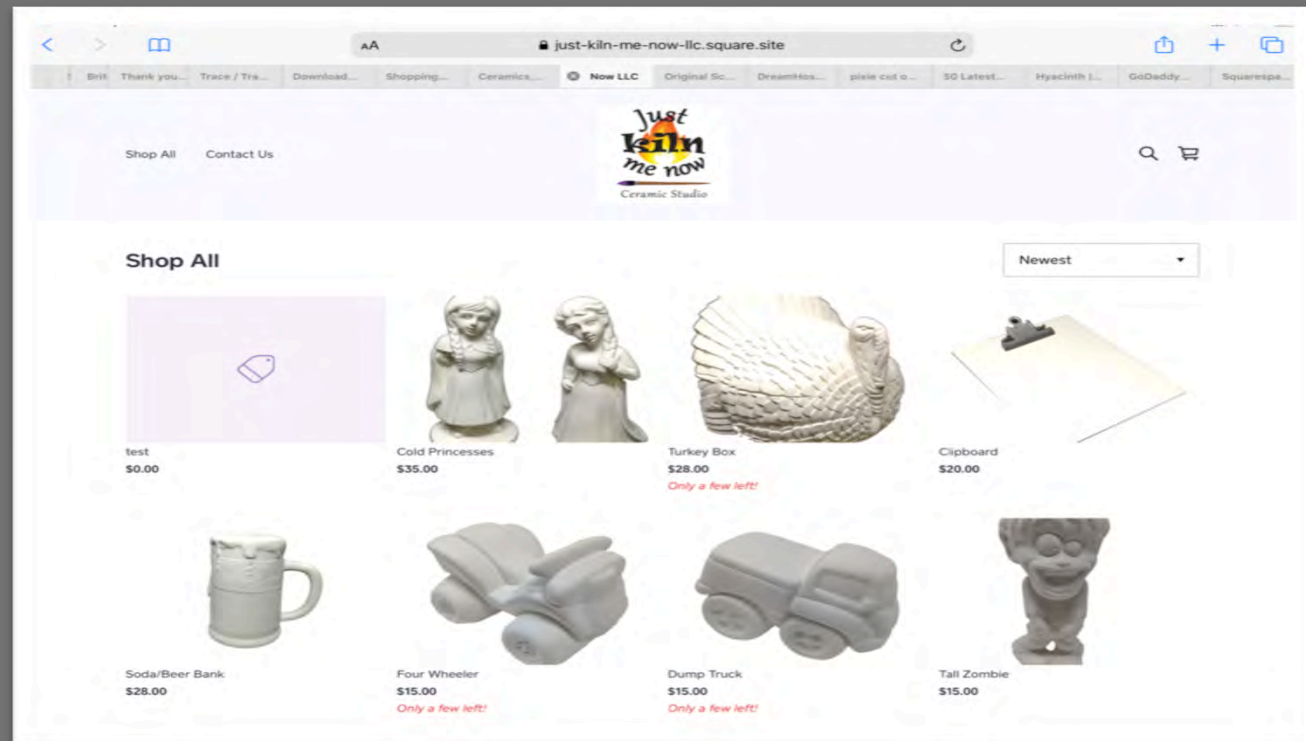 AA just-kiln-me-now-llc.square.site
Brit Thank you... Trace / Tra... Download... Shopping... Ceramics... Now LLC Original Sc... DreamHos... pixie cut o... 50 Latest... Hyacinth |... GoDaddy... Squarespa...
Just
kiln
me now
Ceramic Studio
Shop All Contact Us
Shop All
Newest
test Cold Princesses Turkey Box Clipboard
$0.00 $35.00 $28.00 $20.00
Only a few left!
Soda/Beer Bank Four Wheeler Dump Truck Tall Zombie
$28.00 $15.00 $15.00 $15.00
Only a few left! Only a few left!